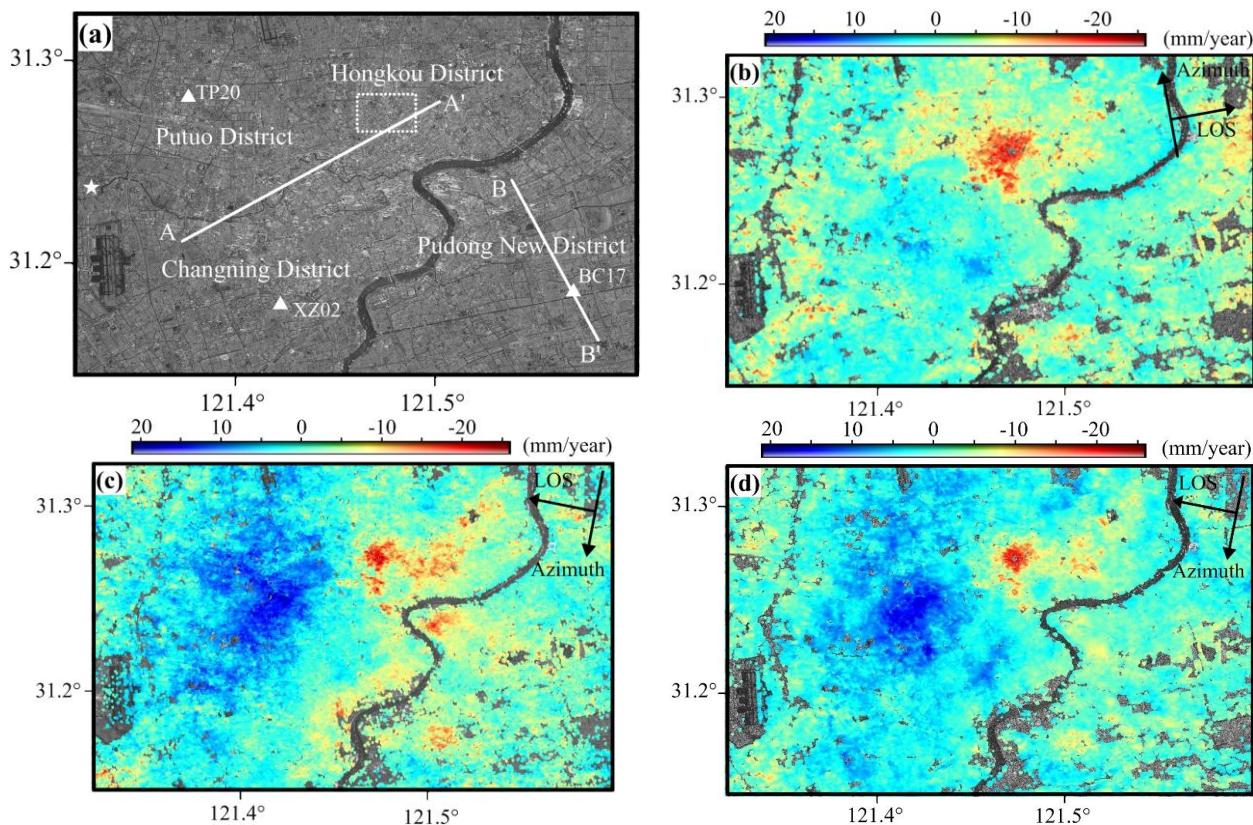 (a)
31.3°
31.2°
121.4°
121.5°
TP20
Putuo District
Hongkou District
A'
A
Changning District
XZ02
B
Pudong New District
BC17
B'
20 10 0 -10 -20 (mm/year)
(b)
Azimuth
LOS
31.3°
31.2°
121.4°
121.5°
20 10 0 -10 -20 (mm/year)
(c)
LOS
Azimuth
31.3°
31.2°
121.4°
121.5°
20 10 0 -10 -20 (mm/year)
(d)
LOS
Azimuth
31.3°
31.2°
121.4°
121.5°